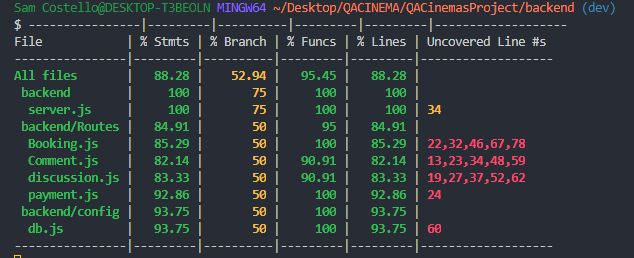 Sam Costello@DESKTOP-T3BEOLN MINGW64 ~/Desktop/QACINEMA/QACinemasProject/backend (dev)
$ ---------------|---------|----------|---------|---------|-------------------
File            | % Stmts | % Branch | % Funcs | % Lines | Uncovered Line #s
----------------|---------|----------|---------|---------|-------------------
All files       |   88.28 |    52.94 |   95.45 |   88.28 |
 backend        |     100 |       75 |     100 |     100 |
  server.js     |     100 |       75 |     100 |     100 | 34
 backend/Routes |   84.91 |       50 |      95 |   84.91 |
  Booking.js    |   85.29 |       50 |     100 |   85.29 | 22,32,46,67,78
  Comment.js    |   82.14 |       50 |   90.91 |   82.14 | 13,23,34,48,59
  discussion.js |   83.33 |       50 |   90.91 |   83.33 | 19,27,37,52,62
  payment.js    |   92.86 |       50 |     100 |   92.86 | 24
 backend/config |   93.75 |       50 |     100 |   93.75 |
  db.js         |   93.75 |       50 |     100 |   93.75 | 60
----------------|---------|----------|---------|---------|-------------------